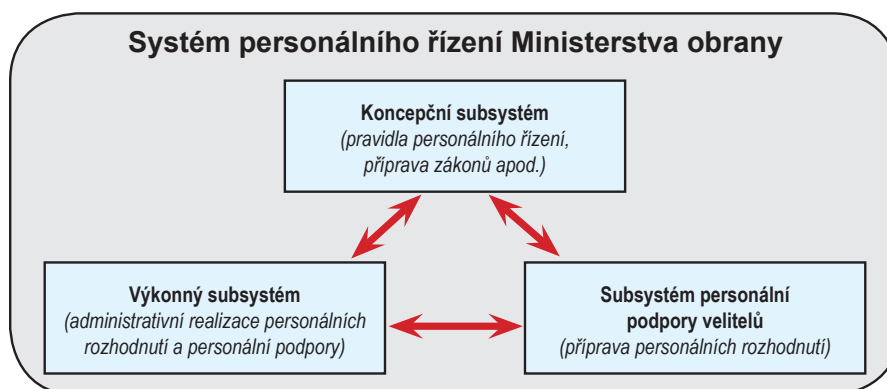 Systém personálního řízení Ministerstva obrany
Koncepční subsystém
(pravidla personálního řízení,
příprava zákonů apod.)
Výkonný subsystém
(administrativní realizace personálních
rozhodnutí a personální podpory)
Subsystém personální
podpory velitelů
(příprava personálních rozhodnutí)